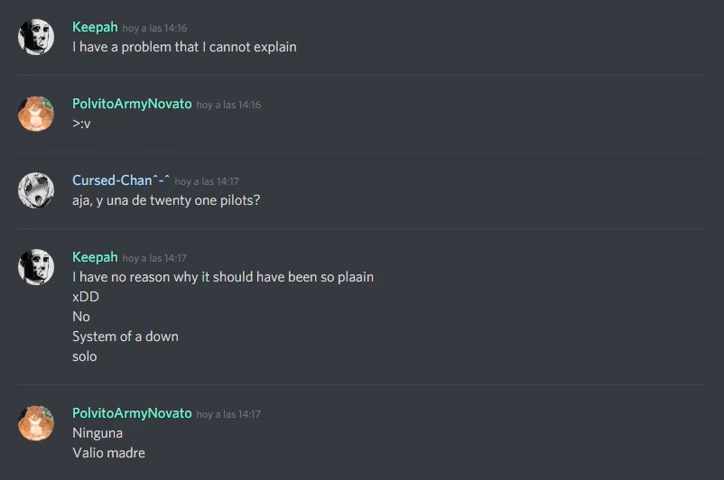 Keepah hoy a las 14:16
I have a problem that I cannot explain
PolvitoArmyNovato hoy a las 14:16
>:v
Cursed-Chan^-^ hoy a las 14:17
aja, y una de twenty one pilots?
Keepah hoy a las 14:17
I have no reason why it should have been so plaain
xDD
No
System of a down
solo
PolvitoArmyNovato hoy a las 14:17
Ninguna
Valio madre